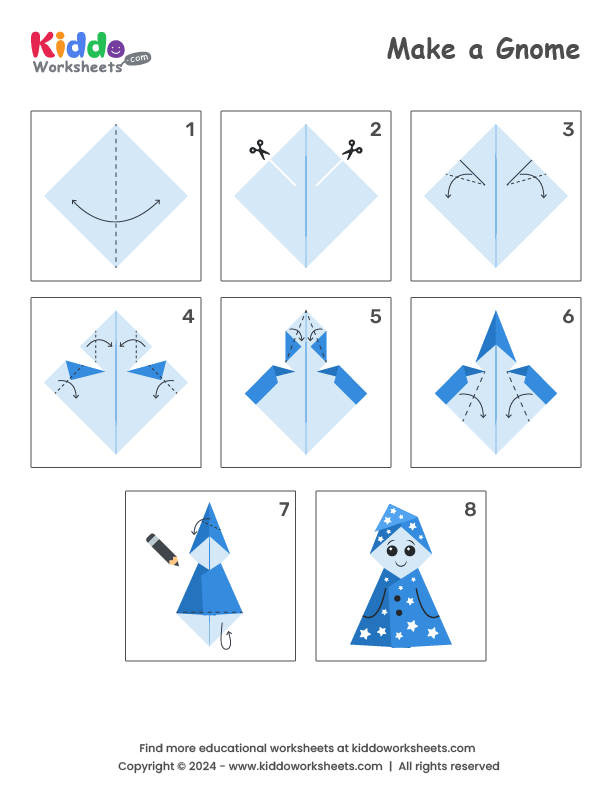 Kiddo
Worksheets
.com
Make a Gnome
1
2
3
4
5
6
7
8
Find more educational worksheets at kiddoworksheets.com
Copyright © 2024 - www.kiddoworksheets.com | All rights reserved